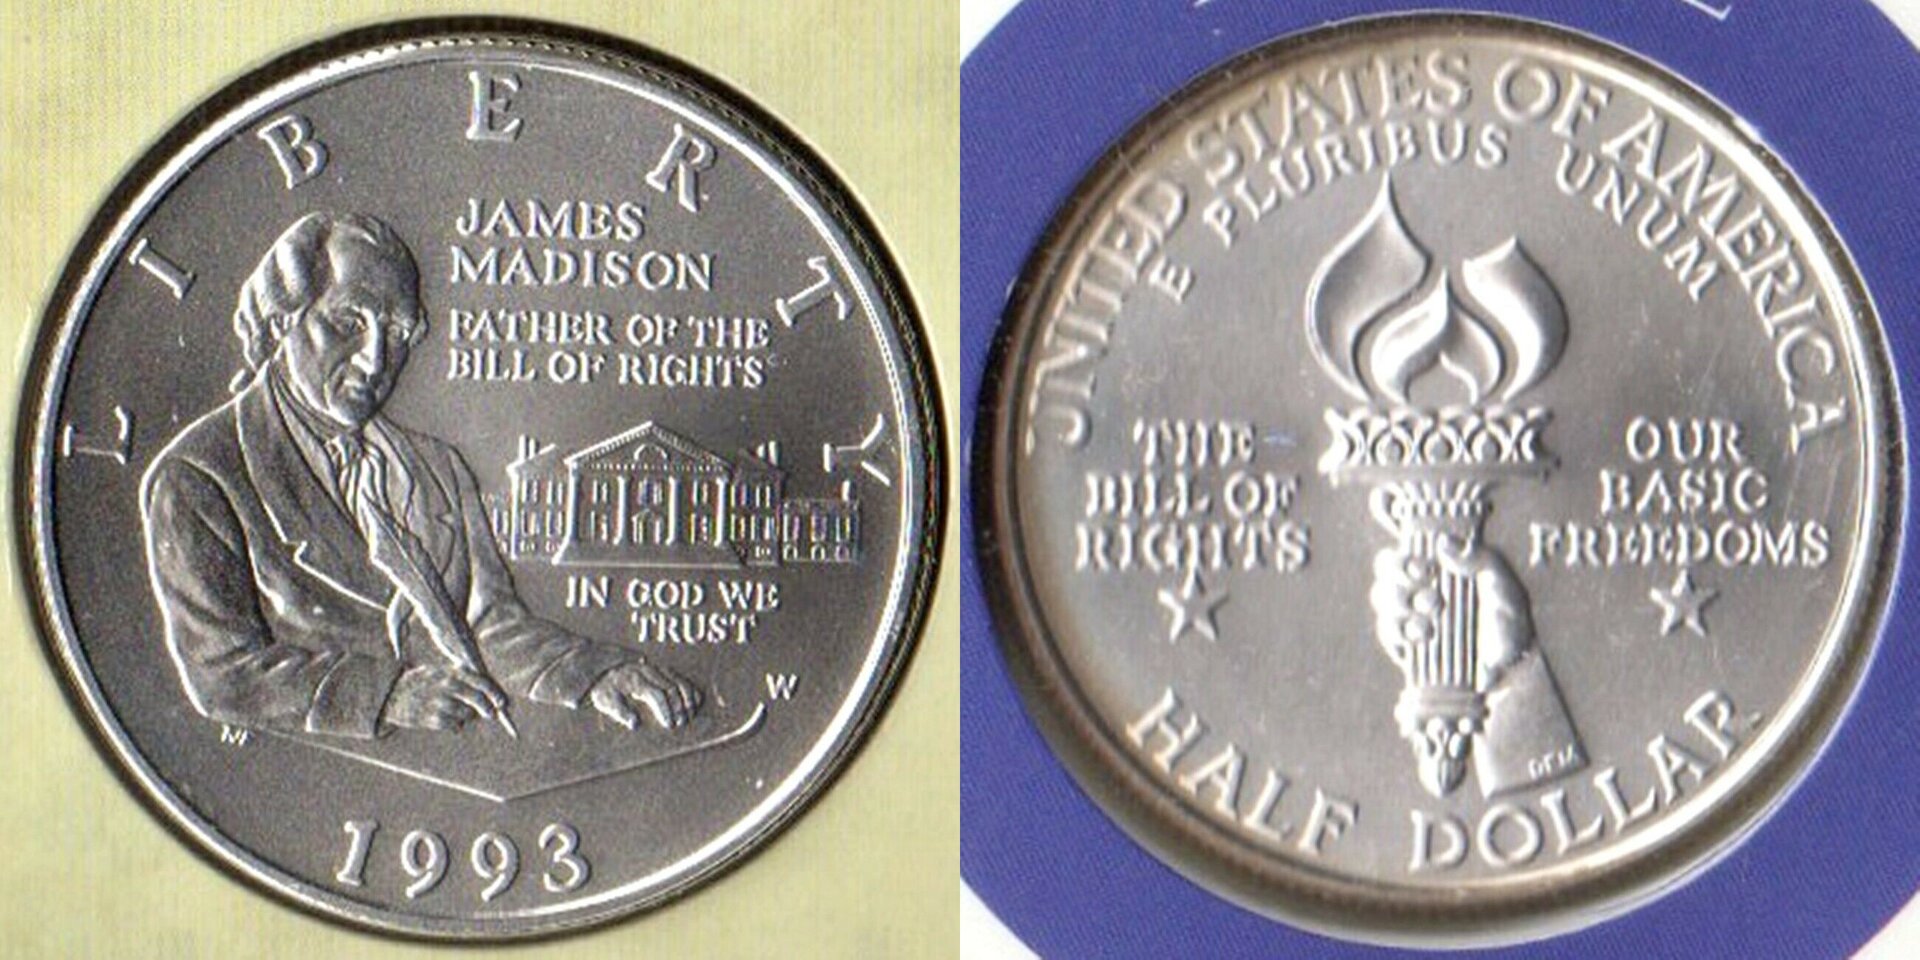 LIBERTY
JAMES
MADISON
FATHER OF THE
BILL OF RIGHTS
IN GOD WE
TRUST
W
1993
UNITED STATES OF AMERICA
E PLURIBUS UNUM
THE
BILL OF
RIGHTS
OUR
BASIC
FREEDOMS
HALF DOLLAR